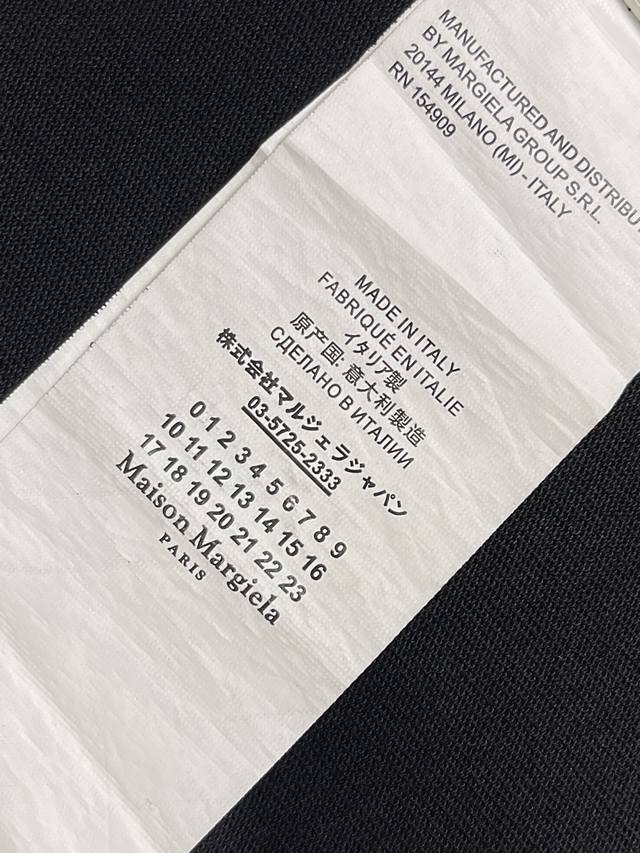 MANUFACTURED AND DISTRIBUT
BY MARGIELA GROUP S.R.L.
20144 MILANO (MI) - ITALY
RN 154909
MADE IN ITALY
FABRIQUÉ EN ITALIE
イタリア製
原产国: 意大利製造
СДЕЛАНО В ИТАЛИИ
株式会社マルジェラジャパン
03-5725-2333
0 1 2 3 4 5 6 7 8 9
10 11 12 13 14 15 16
17 18 19 20 21 22 23
Maison Margiela
PARIS